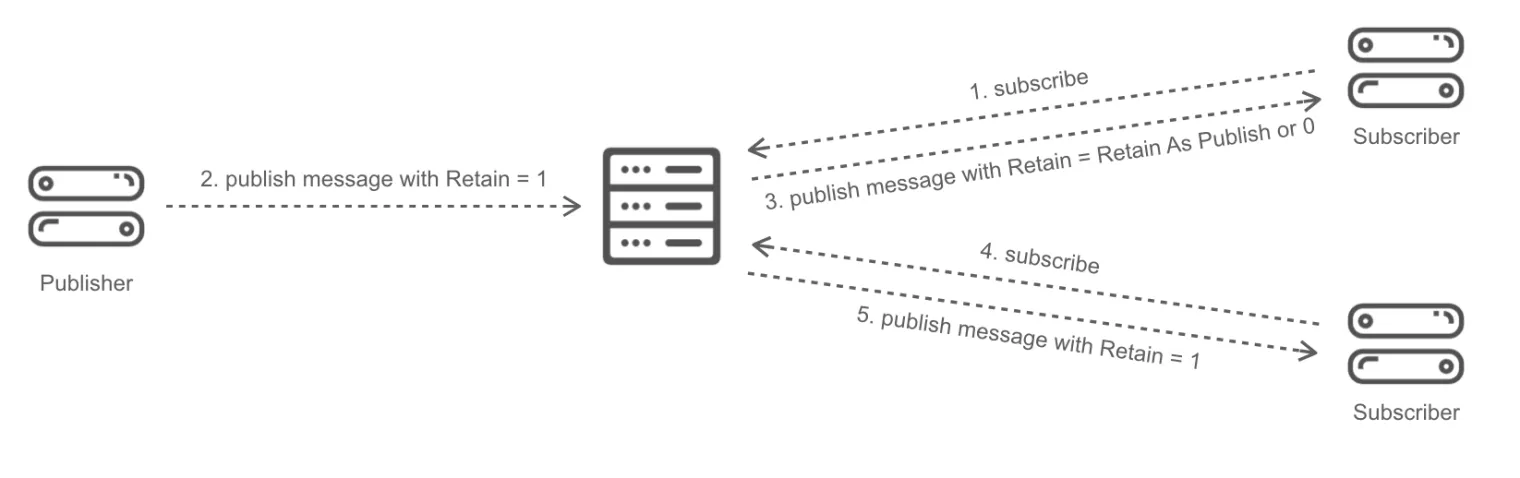 1. subscribe
Subscriber
3. publish message with Retain = Retain As Publish or 0
2. publish message with Retain = 1
Publisher
4. subscribe
5. publish message with Retain = 1
Subscriber